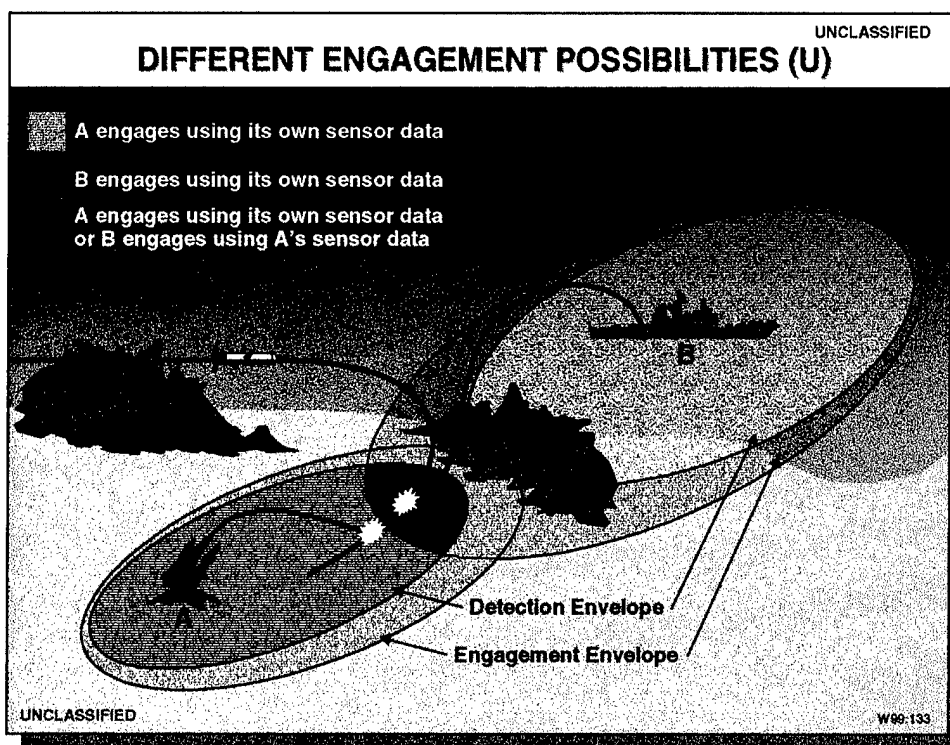 UNCLASSIFIED
DIFFERENT ENGAGEMENT POSSIBILITIES (U)
A engages using its own sensor data
B engages using its own sensor data
A engages using its own sensor data
or B engages using A's sensor data
B
A
Detection Envelope
Engagement Envelope
UNCLASSIFIED
W99-133